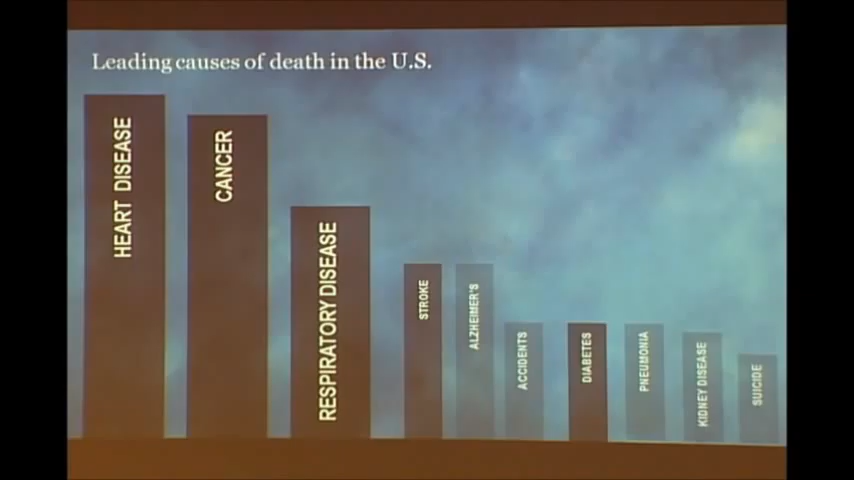 Leading causes of death in the U.S.
HEART DISEASE
CANCER
RESPIRATORY DISEASE
STROKE
ALZHEIMER'S
ACCIDENTS
DIABETES
PNEUMONIA
KIDNEY DISEASE
SUICIDE